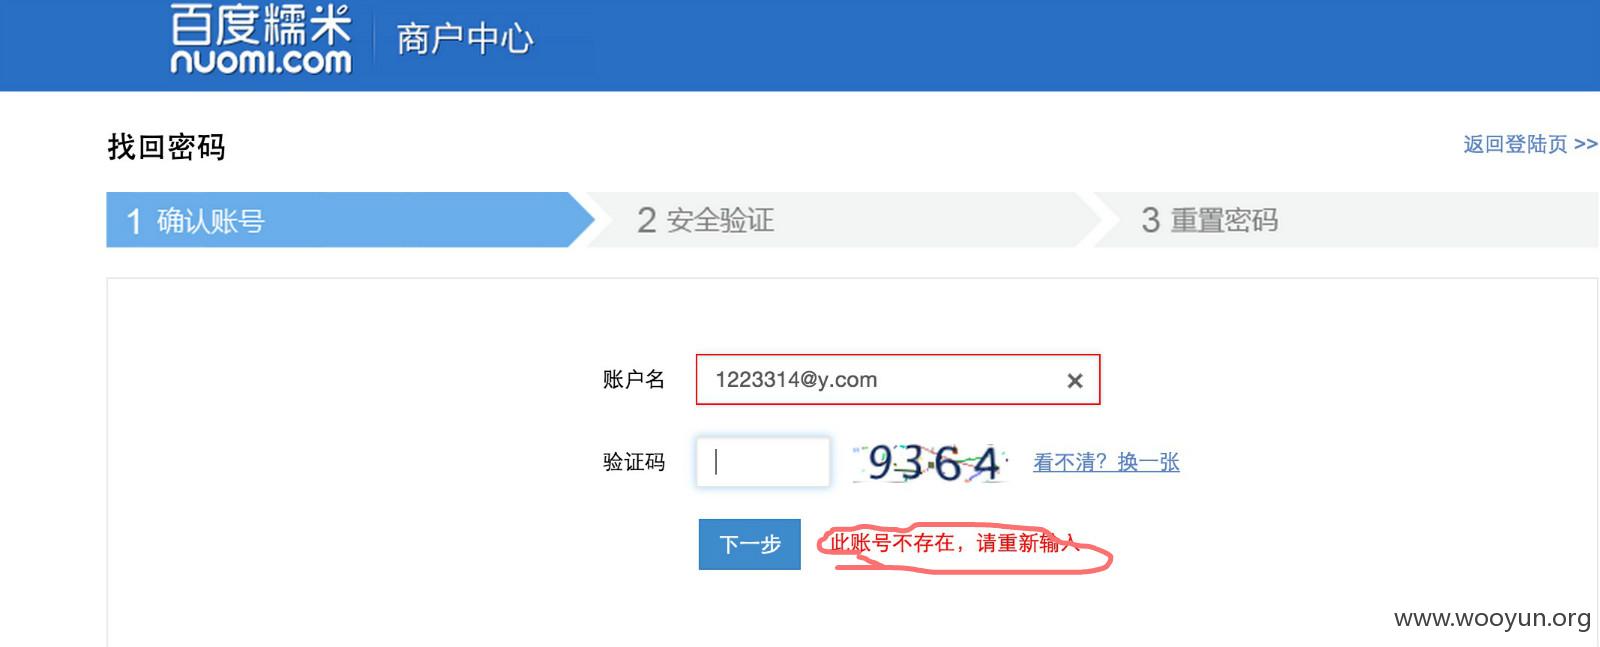 百度糯米
nuomi.com
商户中心
找回密码
返回登陆页 >>
1 确认账号
2 安全验证
3 重置密码
账户名
1223314@y.com
验证码
9364
看不清？换一张
下一步
此账号不存在，请重新输入
www.wooyun.org